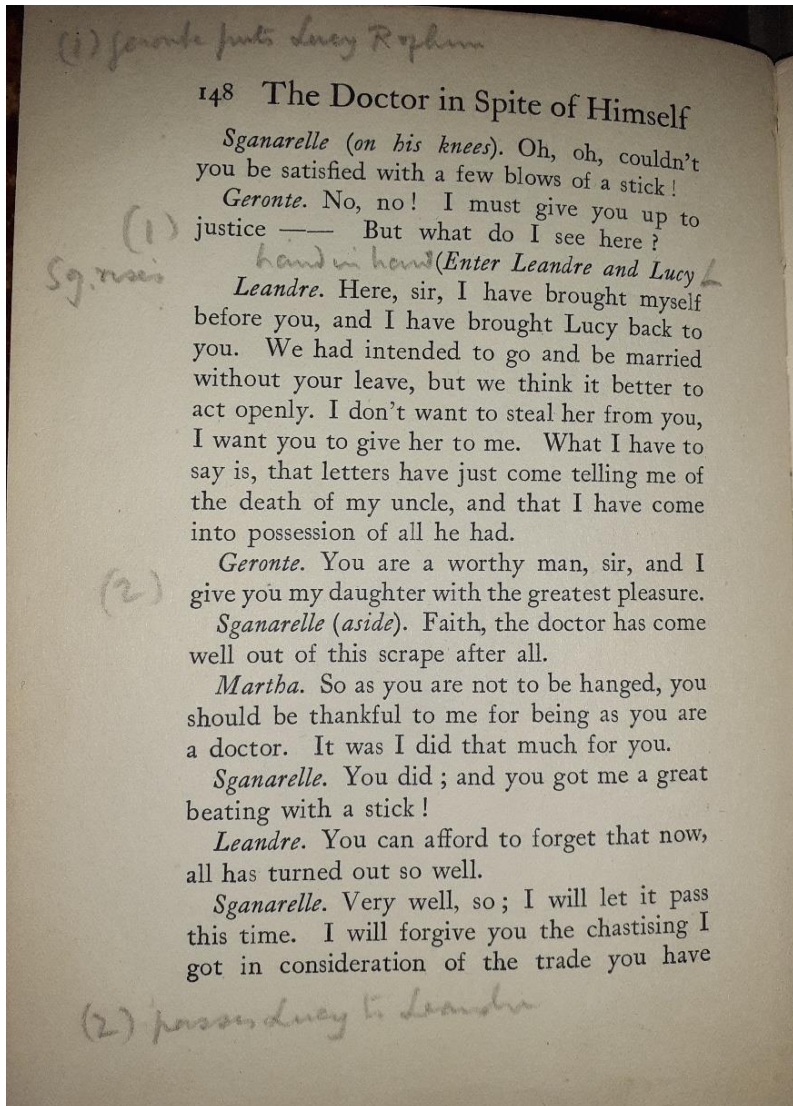 (1) Geronte puts Lucy R of him
148 The Doctor in Spite of Himself
Sganarelle (on his knees). Oh, oh, couldn't
you be satisfied with a few blows of a stick !
Geronte. No, no ! I must give you up to
(1) justice —— But what do I see here ?
hand in hand (Enter Leandre and Lucy L
Sg. rises
Leandre. Here, sir, I have brought myself
before you, and I have brought Lucy back to
you. We had intended to go and be married
without your leave, but we think it better to
act openly. I don't want to steal her from you,
I want you to give her to me. What I have to
say is, that letters have just come telling me of
the death of my uncle, and that I have come
into possession of all he had.
Geronte. You are a worthy man, sir, and I
(2) give you my daughter with the greatest pleasure.
Sganarelle (aside). Faith, the doctor has come
well out of this scrape after all.
Martha. So as you are not to be hanged, you
should be thankful to me for being as you are
a doctor. It was I did that much for you.
Sganarelle. You did ; and you got me a great
beating with a stick !
Leandre. You can afford to forget that now,
all has turned out so well.
Sganarelle. Very well, so ; I will let it pass
this time. I will forgive you the chastising I
got in consideration of the trade you have
(2) passes Lucy to Leandre